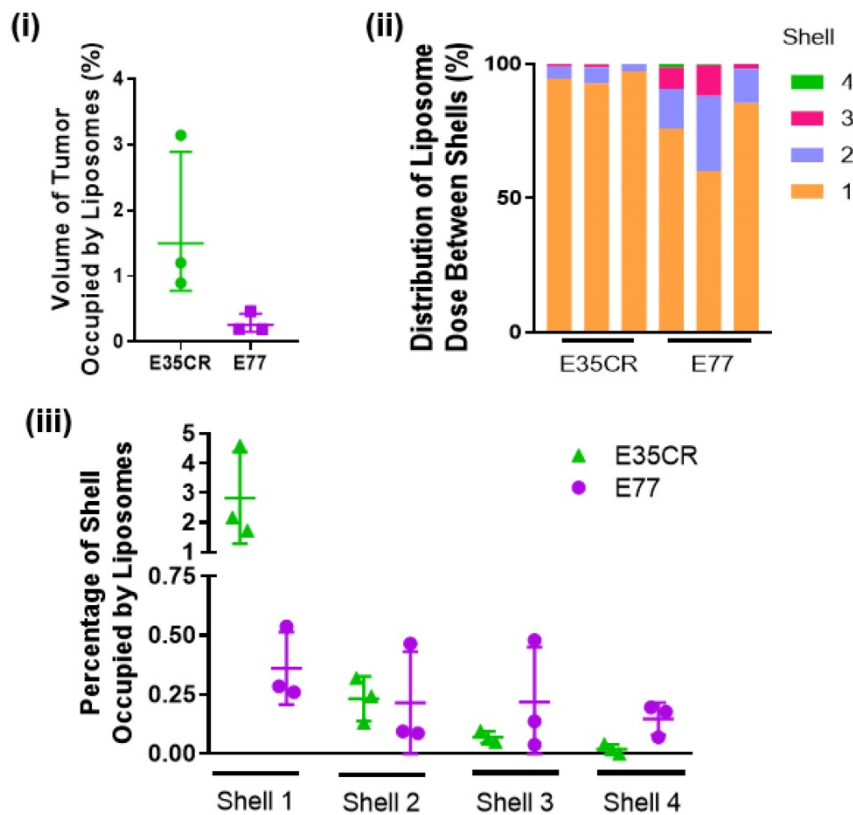 (i)
Volume of Tumor
Occupied by Liposomes (%)
4
3
2
1
0
E35CR E77
(ii)
Distribution of Liposome
Dose Between Shells (%)
100
50
0
E35CR E77
Shell
4
3
2
1
(iii)
Percentage of Shell
Occupied by Liposomes
5
4
3
2
1
0.75
0.50
0.25
0.00
E35CR
E77
Shell 1 Shell 2 Shell 3 Shell 4